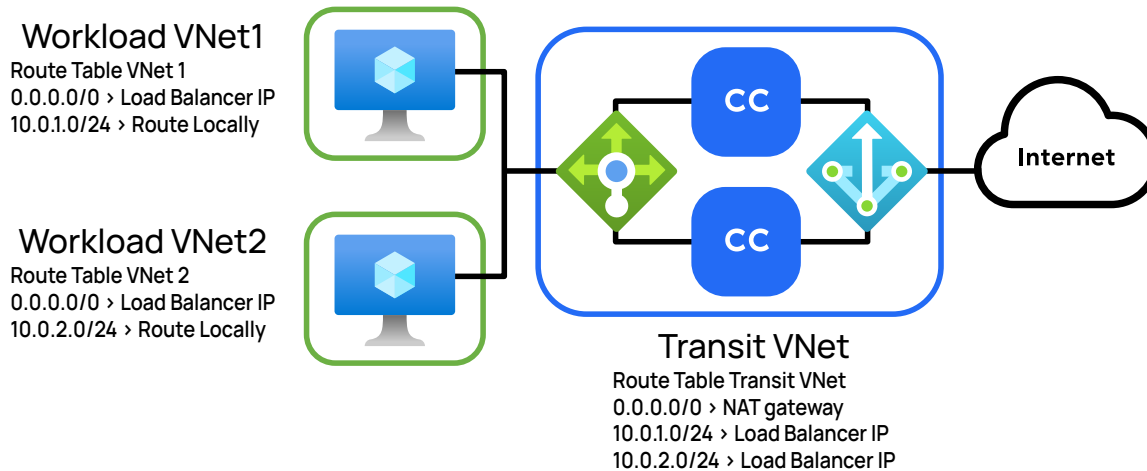 Workload VNet1
Route Table VNet 1
0.0.0.0/0 > Load Balancer IP
10.0.1.0/24 > Route Locally
Workload VNet2
Route Table VNet 2
0.0.0.0/0 > Load Balancer IP
10.0.2.0/24 > Route Locally
CC
CC
Internet
Transit VNet
Route Table Transit VNet
0.0.0.0/0 > NAT gateway
10.0.1.0/24 > Load Balancer IP
10.0.2.0/24 > Load Balancer IP